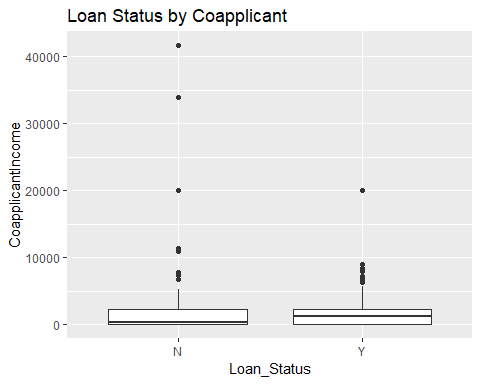 Loan Status by Coapplicant
40000
30000
20000
10000
0
CoapplicantIncome
N Y
Loan_Status